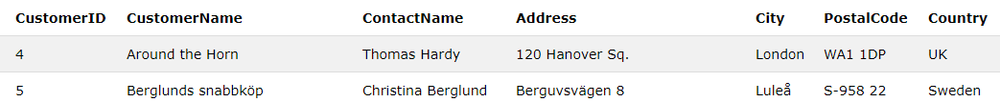 CustomerID CustomerName ContactName Address City PostalCode Country
4 Around the Horn Thomas Hardy 120 Hanover Sq. London WA1 1DP UK
5 Berglunds snabbköp Christina Berglund Berguvsvägen 8 Luleå S-958 22 Sweden